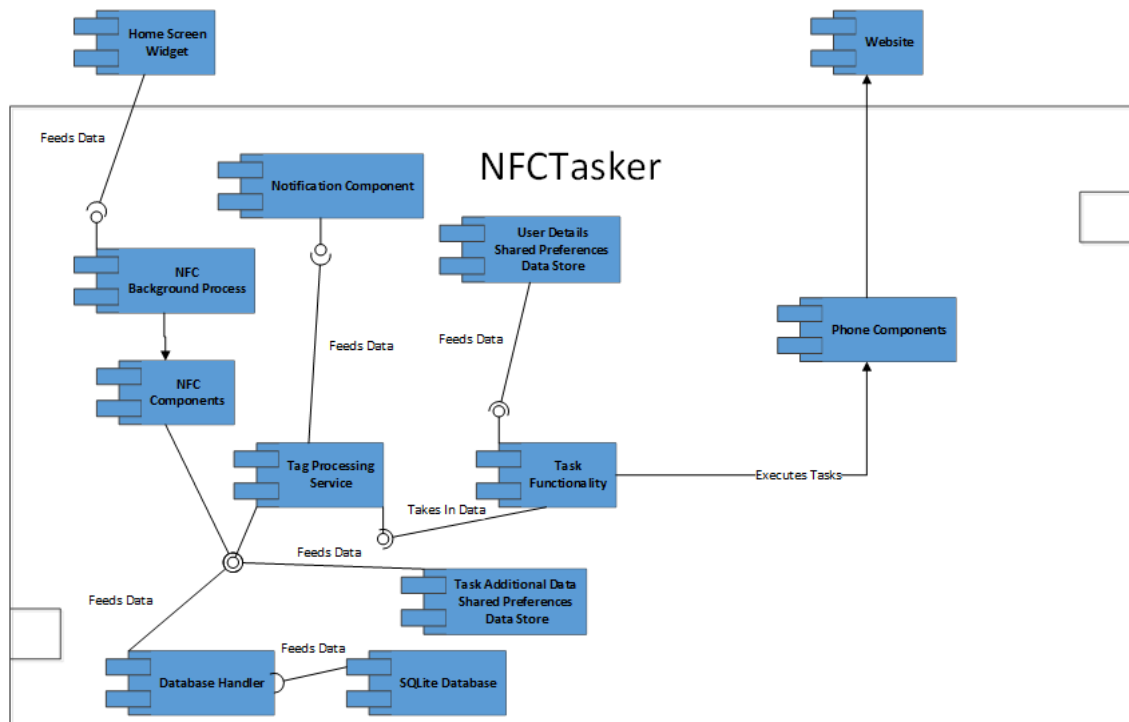 Home Screen
Widget
Website
Feeds Data
NFCTasker
Notification Component
User Details
Shared Preferences
Data Store
NFC
Background Process
Phone Components
Feeds Data
Feeds Data
NFC
Components
Tag Processing
Service
Task
Functionality
Executes Tasks
Takes In Data
Feeds Data
Task Additional Data
Shared Preferences
Data Store
Feeds Data
Feeds Data
Database Handler
SQLite Database